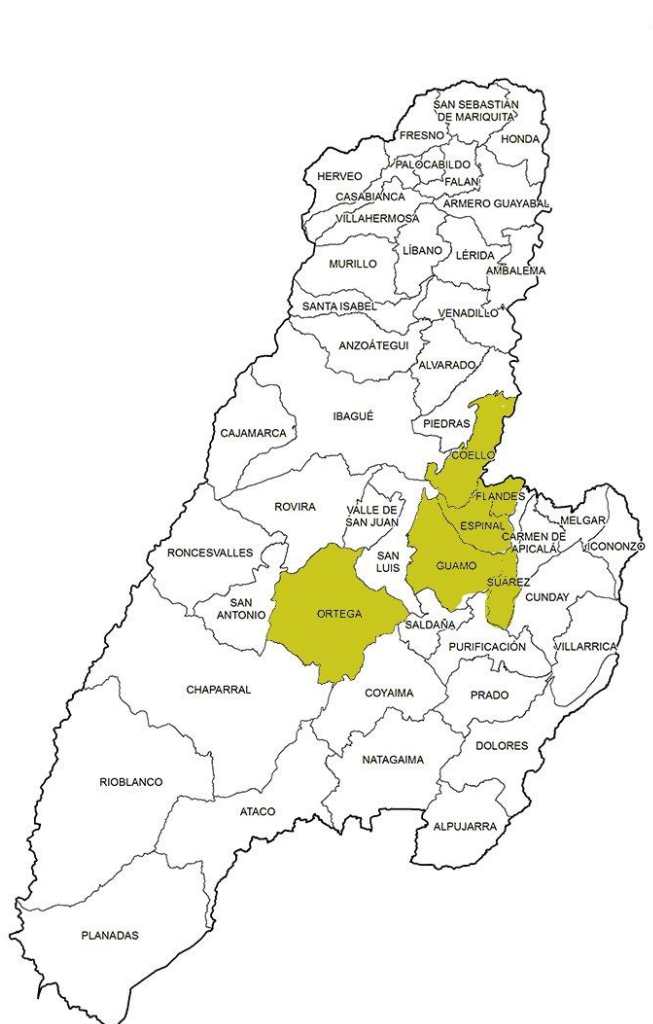 SAN SEBASTIAN
DE MARIQUITA
FRESNO
HONDA
PALOCABILDO
HERVEO
FALAN
CASABIANCA
ARMERO GUAYABAL
VILLAHERMOSA
LÍBANO
LÉRIDA
MURILLO
AMBALEMA
SANTA ISABEL
VENADILLO
ANZOÁTEGUI
ALVARADO
IBAGUÉ
PIEDRAS
CAJAMARCA
COELLO
FLANDES
ROVIRA
VALLE DE
SAN JUAN
ESPINAL
MELGAR
CARMEN DE
APICALÁ
ICONONZO
RONCESVALLES
SAN
LUIS
GUAMO
SUÁREZ
CUNDAY
SAN
ANTONIO
ORTEGA
SALDAÑA
PURIFICACIÓN
VILLARRICA
CHAPARRAL
COYAIMA
PRADO
DOLORES
NATAGAIMA
RIOBLANCO
ATACO
ALPUJARRA
PLANADAS